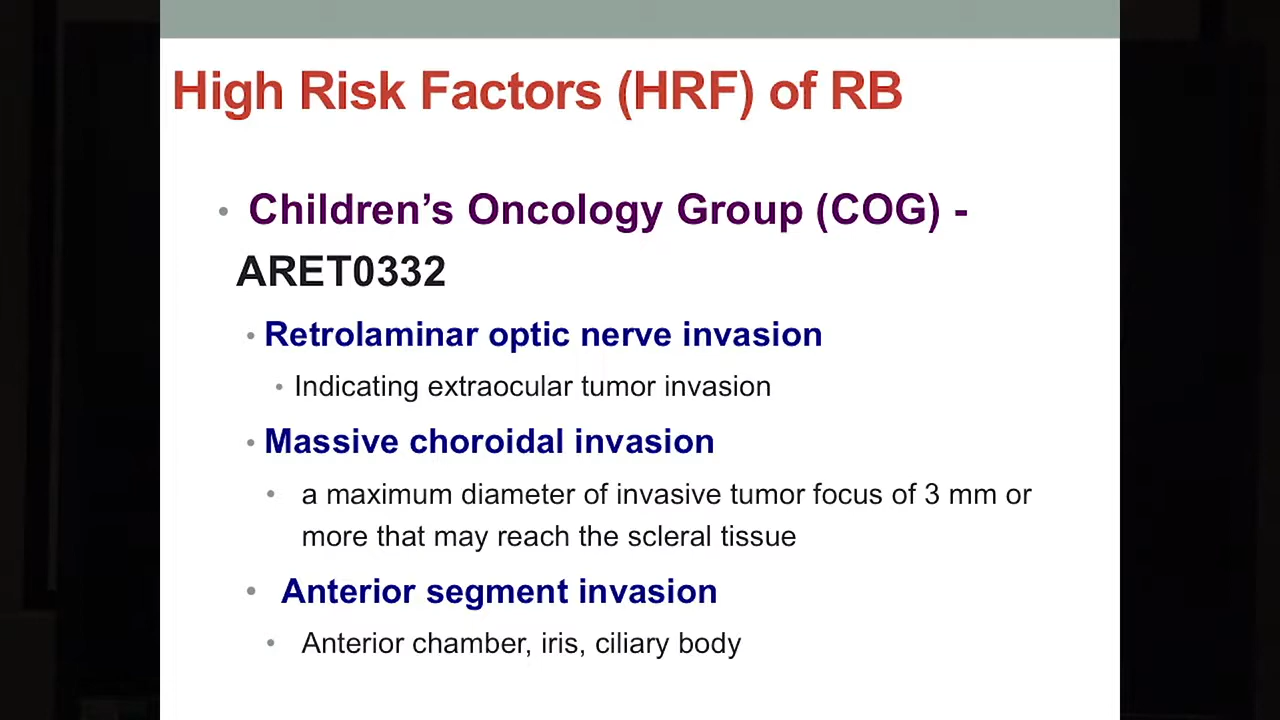 High Risk Factors (HRF) of RB
• Children’s Oncology Group (COG) -
ARET0332
• Retrolaminar optic nerve invasion
• Indicating extraocular tumor invasion
• Massive choroidal invasion
• a maximum diameter of invasive tumor focus of 3 mm or
more that may reach the scleral tissue
• Anterior segment invasion
• Anterior chamber, iris, ciliary body